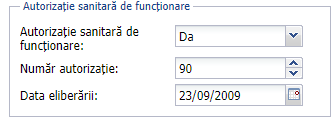 Autorizație sanitară de funcționare
Autorizație sanitară de
funcționare:
Da
Număr autorizație:
90
Data eliberării:
23/09/2009